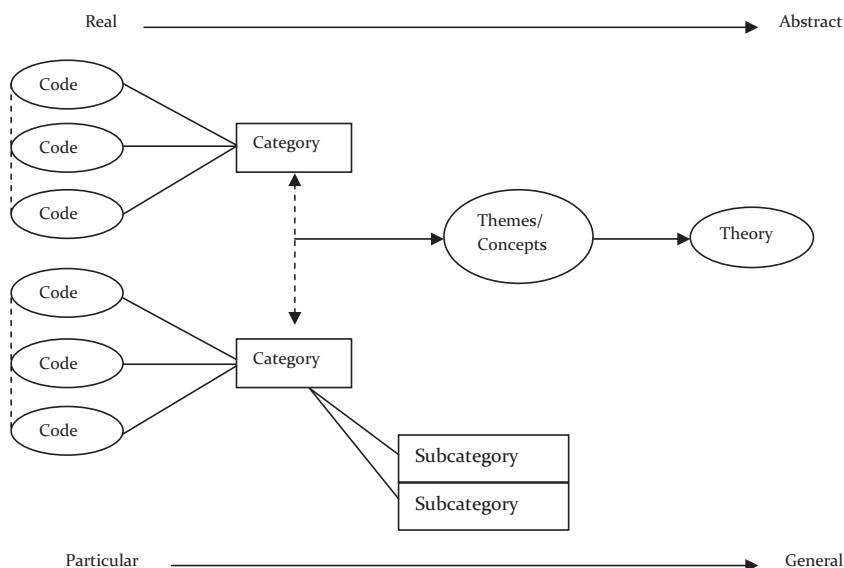 Real
Abstract
Code
Code
Code
Category
Themes/
Concepts
Theory
Code
Code
Code
Category
Subcategory
Subcategory
Particular
General